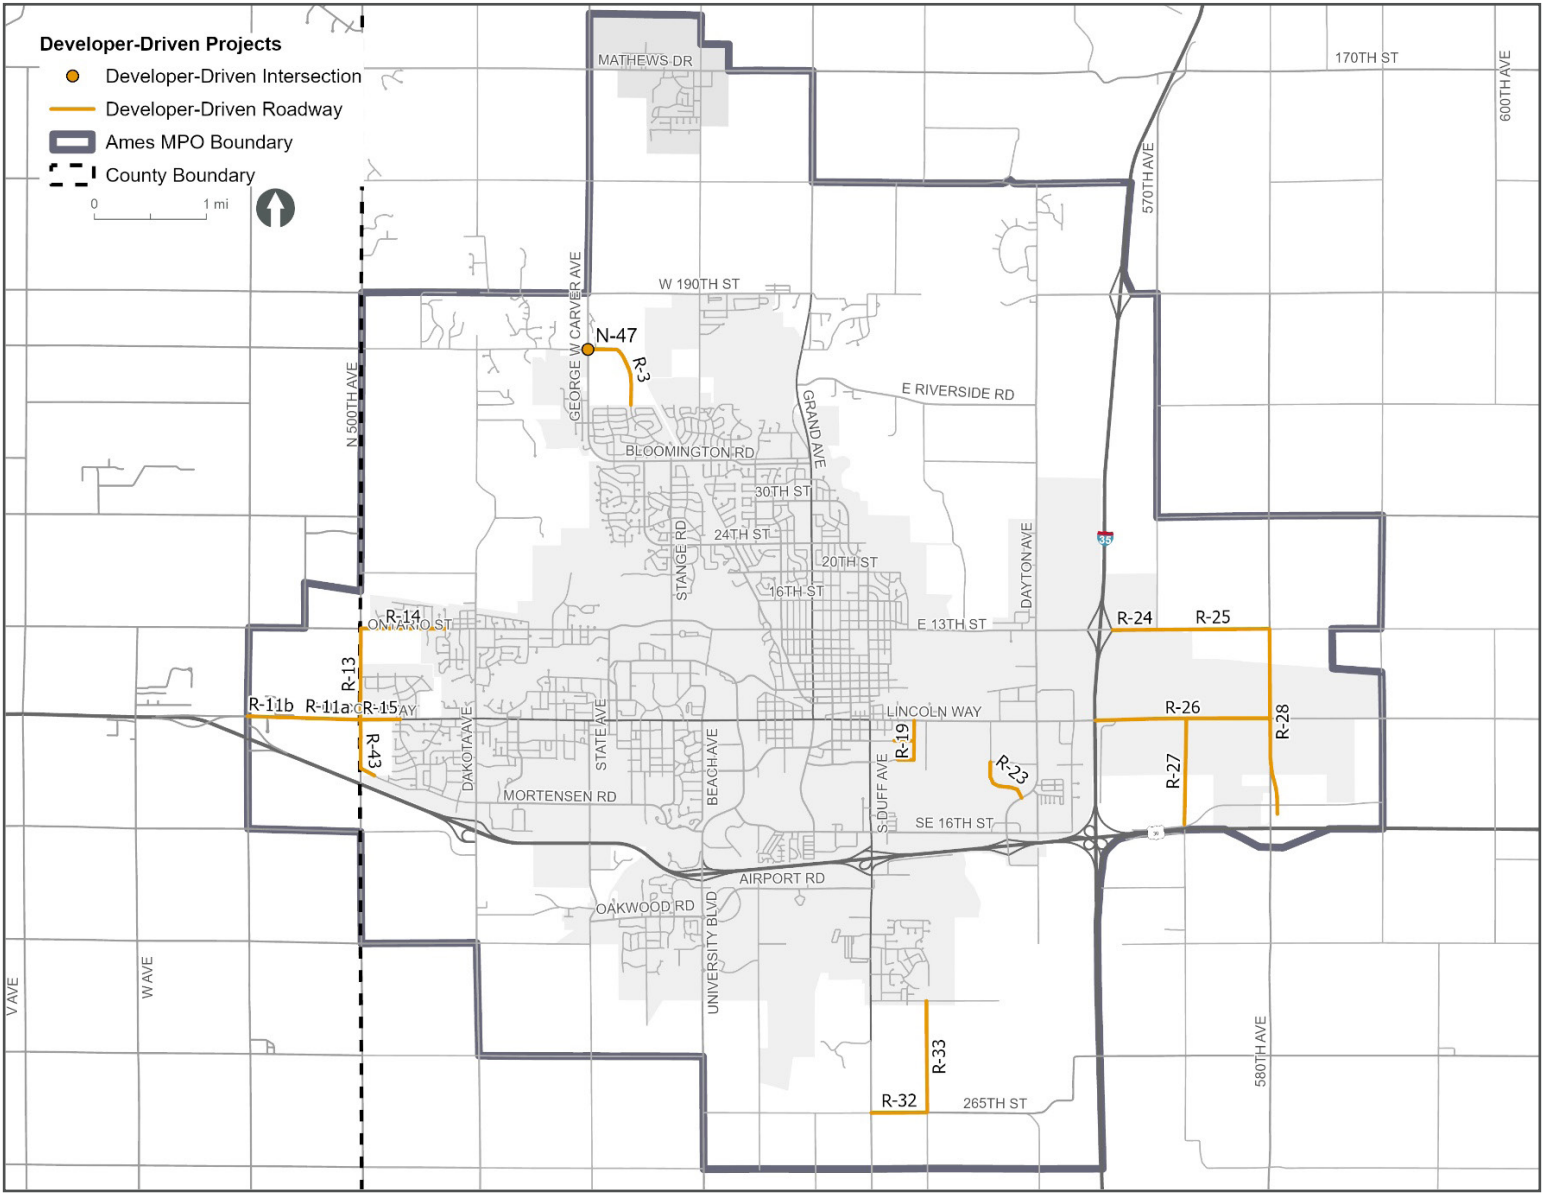 Developer-Driven Projects
Developer-Driven Intersection
Developer-Driven Roadway
Ames MPO Boundary
County Boundary
0 1 mi
MATHEWS DR
170TH ST
600TH AVE
570TH AVE
W 190TH ST
GEORGE W CARVER AVE
N-47
R-3
N 500TH AVE
E RIVERSIDE RD
GRAND AVE
BLOOMINGTON RD
30TH ST
24TH ST
STANGE RD
20TH ST
16TH ST
DAYTON AVE
35
R-14
ONTARIO ST
E 13TH ST
R-24
R-25
R-13
R-11b
R-11a
R-15
WAY
LINCOLN WAY
R-26
R-28
R-43
DAKOTA AVE
STATE AVE
BEACH AVE
S DUFF AVE
R-19
R-23
R-27
MORTENSEN RD
SE 16TH ST
AIRPORT RD
OAKWOOD RD
UNIVERSITY BLVD
V AVE
W AVE
R-33
R-32
265TH ST
580TH AVE